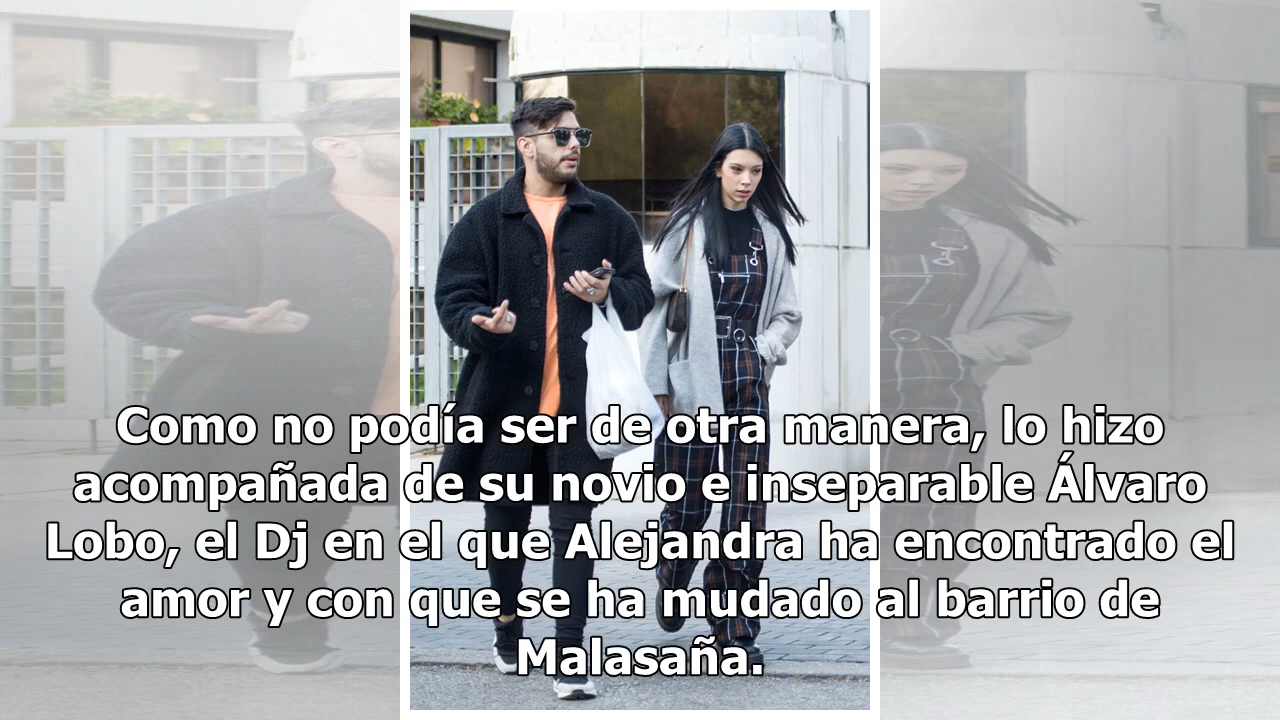 Como no podía ser de otra manera, lo hizo
acompañada de su novio e inseparable Álvaro
Lobo, el Dj en el que Alejandra ha encontrado el
amor y con que se ha mudado al barrio de
Malasaña.